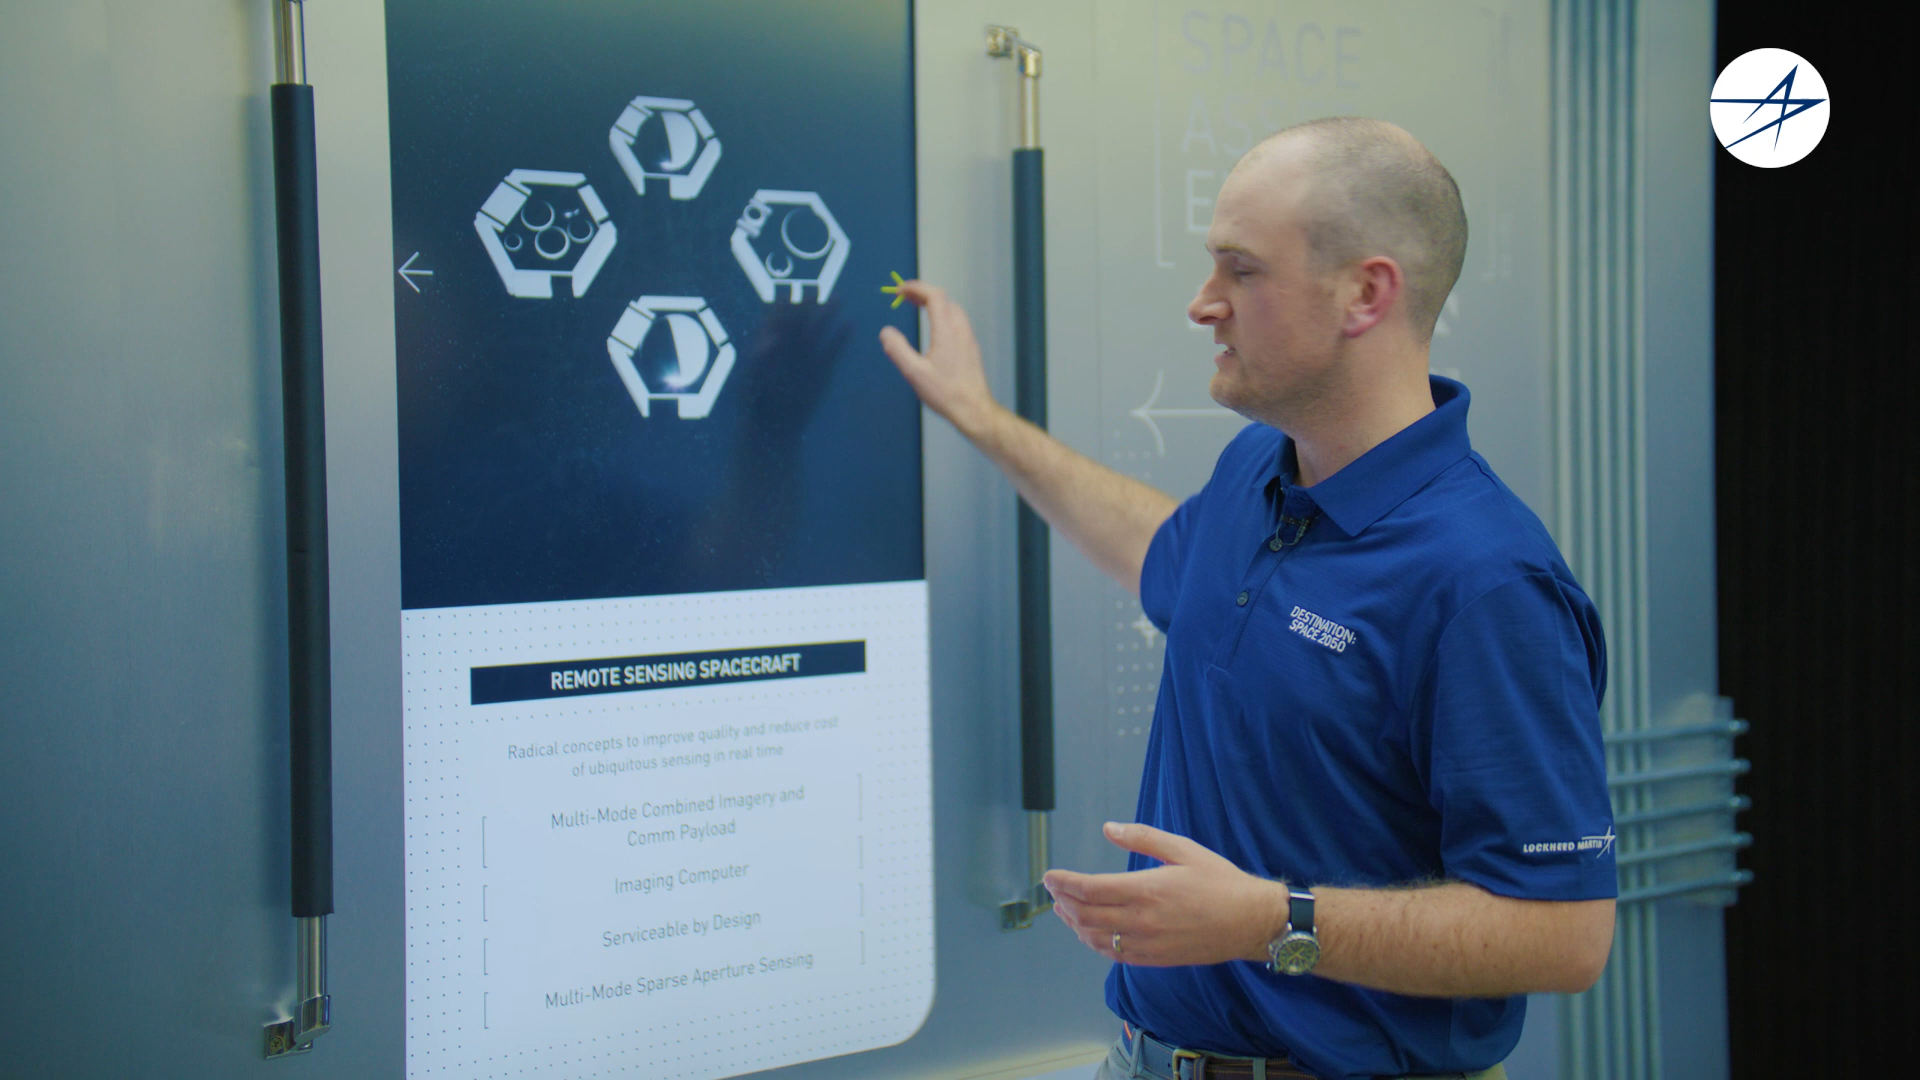 SPACE
REMOTE SENSING SPACECRAFT
Radical concepts to improve quality and reduce cost
of ubiquitous sensing in real time
Multi-Mode Combined Imagery and
Comm Payload
Imaging Computer
Serviceable by Design
Multi-Mode Sparse Aperture Sensing
DESTINATION:
SPACE 2050
LOCKHEED MARTIN